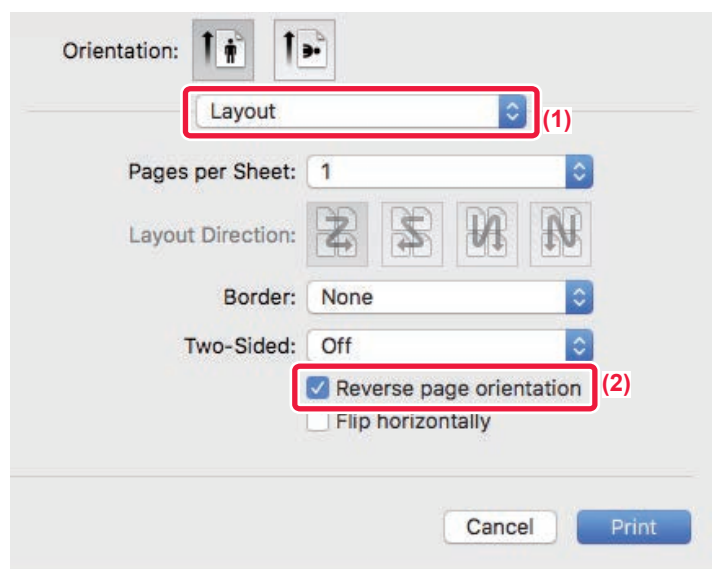 Orientation:
Layout
(1)
Pages per Sheet: 1
Layout Direction:
Border: None
Two-Sided: Off
Reverse page orientation
(2)
Flip horizontally
Cancel Print